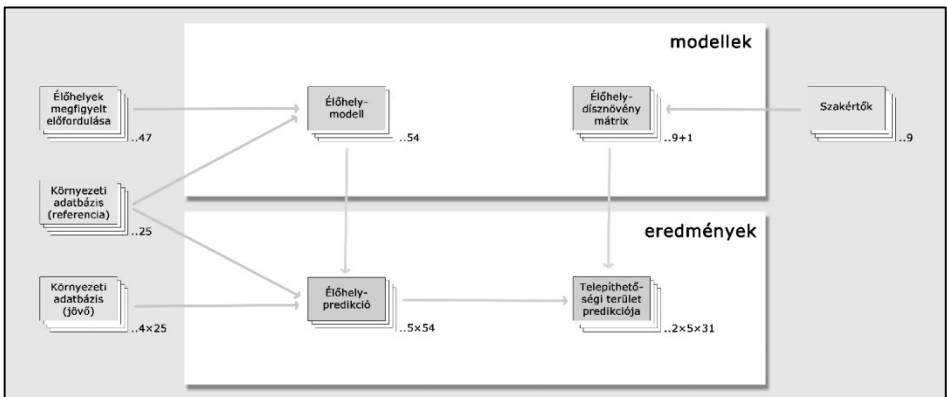 modellek
Élőhelyek
megfigyelt
előfordulása
..47
Élőhely-
modell
..54
Élőhely-
dísznövény
mátrix
..9+1
Szakértők
..9
Környezeti
adatbázis
(referencia)
..25
eredmények
Környezeti
adatbázis
(jövő)
..4×25
Élőhely-
predikció
..5×54
Telepíthető-
ségi terület
predikciója
..2×5×31